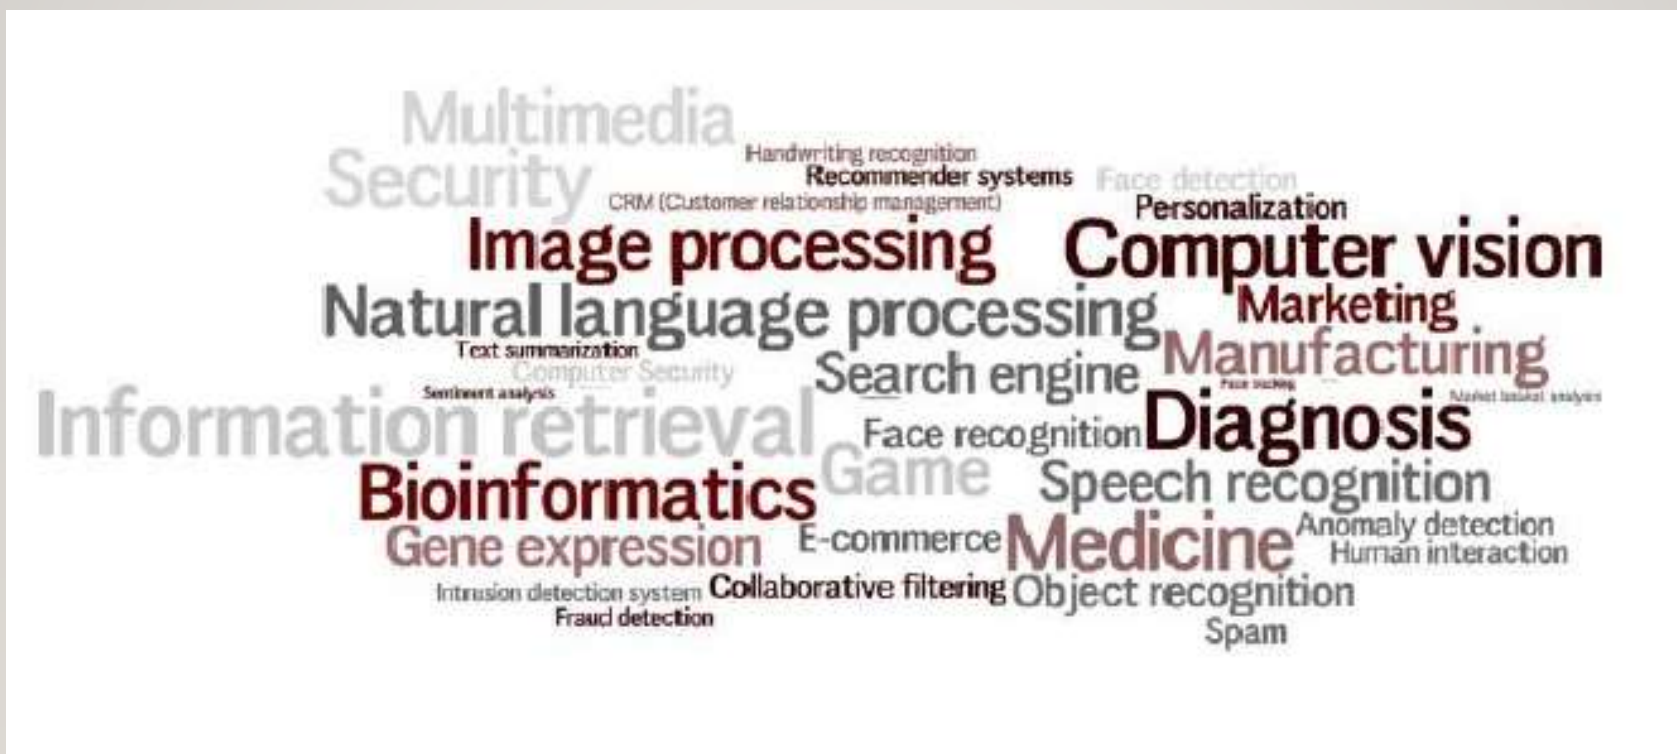 Multimedia
Handwriting recognition
Security
Recommender systems
Face detection
CRM (Customer relationship management)
Personalization
Image processing
Computer vision
Natural language processing
Marketing
Text summarization
Manufacturing
Computer Security
Search engine
Sentiment analysis
Market basket analysis
Information retrieval
Face recognition
Diagnosis
Game
Speech recognition
Bioinformatics
Anomaly detection
Gene expression
E-commerce
Medicine
Human interaction
Intrusion detection system
Collaborative filtering
Object recognition
Fraud detection
Spam